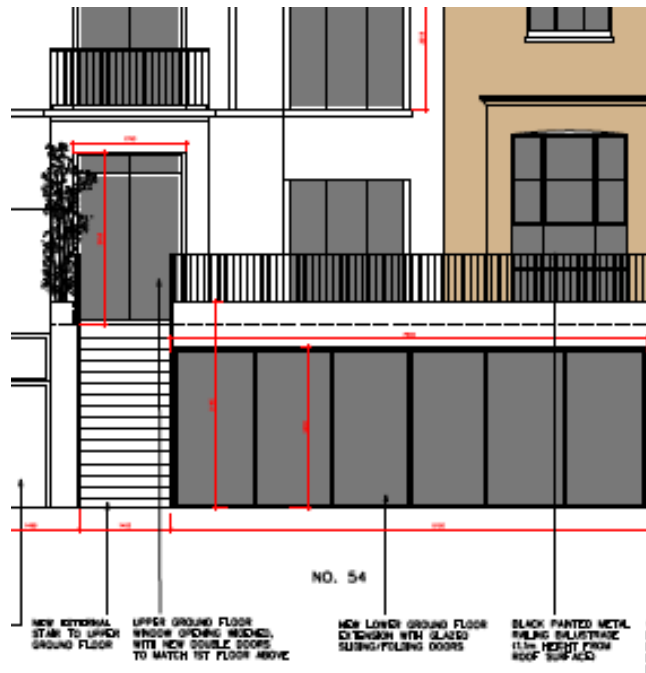 NO. 54
NEW EXTERNAL
STAIR TO UPPER
GROUND FLOOR
UPPER GROUND FLOOR
WINDOW OPENING WIDENED,
WITH NEW DOUBLE DOORS
TO MATCH 1ST FLOOR ABOVE
NEW LOWER GROUND FLOOR
EXTENSION WITH GLAZED
SLIDING/FOLDING DOORS
BLACK PAINTED METAL
RAILING BALUSTRADE
(1.1m HEIGHT FROM
ROOF SURFACE)